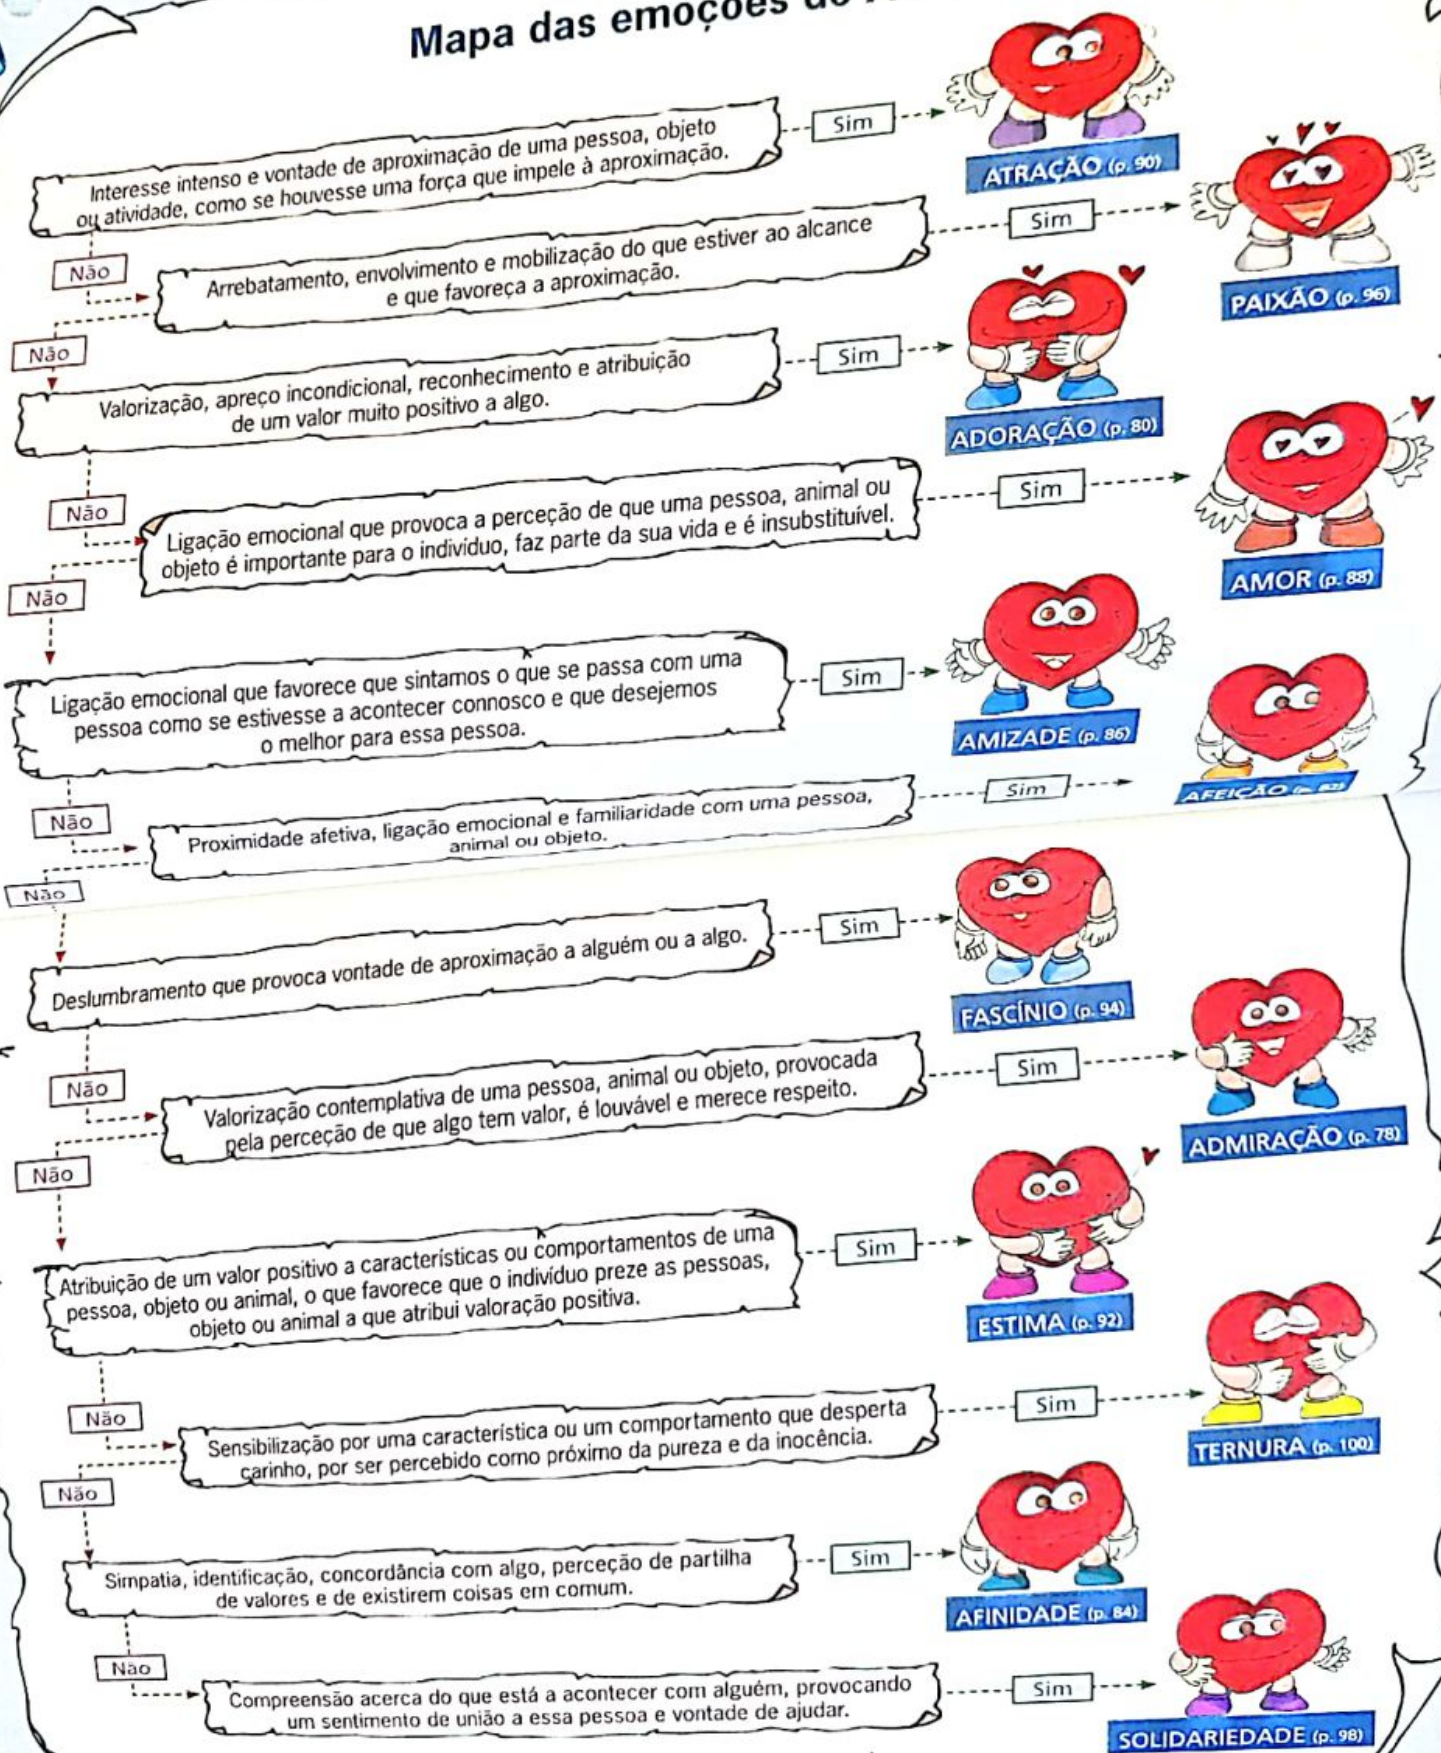 Mapa das emoções
Interesse intenso e vontade de aproximação de uma pessoa, objeto
ou atividade, como se houvesse uma força que impele à aproximação.
Sim
ATRAÇÃO (p. 90)
Não
Arrebatamento, envolvimento e mobilização do que estiver ao alcance
e que favoreça a aproximação.
Sim
PAIXÃO (p. 96)
Não
Valorização, apreço incondicional, reconhecimento e atribuição
de um valor muito positivo a algo.
Sim
ADORAÇÃO (p. 80)
Não
Ligação emocional que provoca a perceção de que uma pessoa, animal ou
objeto é importante para o indivíduo, faz parte da sua vida e é insubstituível.
Sim
AMOR (p. 88)
Não
Ligação emocional que favorece que sintamos o que se passa com uma
pessoa como se estivesse a acontecer connosco e que desejemos
o melhor para essa pessoa.
Sim
AMIZADE (p. 86)
Não
Proximidade afetiva, ligação emocional e familiaridade com uma pessoa,
animal ou objeto.
Sim
AFEIÇÃO (p. 82)
Não
Deslumbramento que provoca vontade de aproximação a alguém ou a algo.
Sim
FASCÍNIO (p. 94)
Não
Valorização contemplativa de uma pessoa, animal ou objeto, provocada
pela perceção de que algo tem valor, é louvável e merece respeito.
Sim
ADMIRAÇÃO (p. 78)
Não
Atribuição de um valor positivo a características ou comportamentos de uma
pessoa, objeto ou animal, o que favorece que o indivíduo preze as pessoas,
objeto ou animal a que atribui valoração positiva.
Sim
ESTIMA (p. 92)
Não
Sensibilização por uma característica ou um comportamento que desperta
carinho, por ser percebido como próximo da pureza e da inocência.
Sim
TERNURA (p. 100)
Não
Simpatia, identificação, concordância com algo, perceção de partilha
de valores e de existirem coisas em comum.
Sim
AFINIDADE (p. 84)
Não
Compreensão acerca do que está a acontecer com alguém, provocando
um sentimento de união a essa pessoa e vontade de ajudar.
Sim
SOLIDARIEDADE (p. 98)